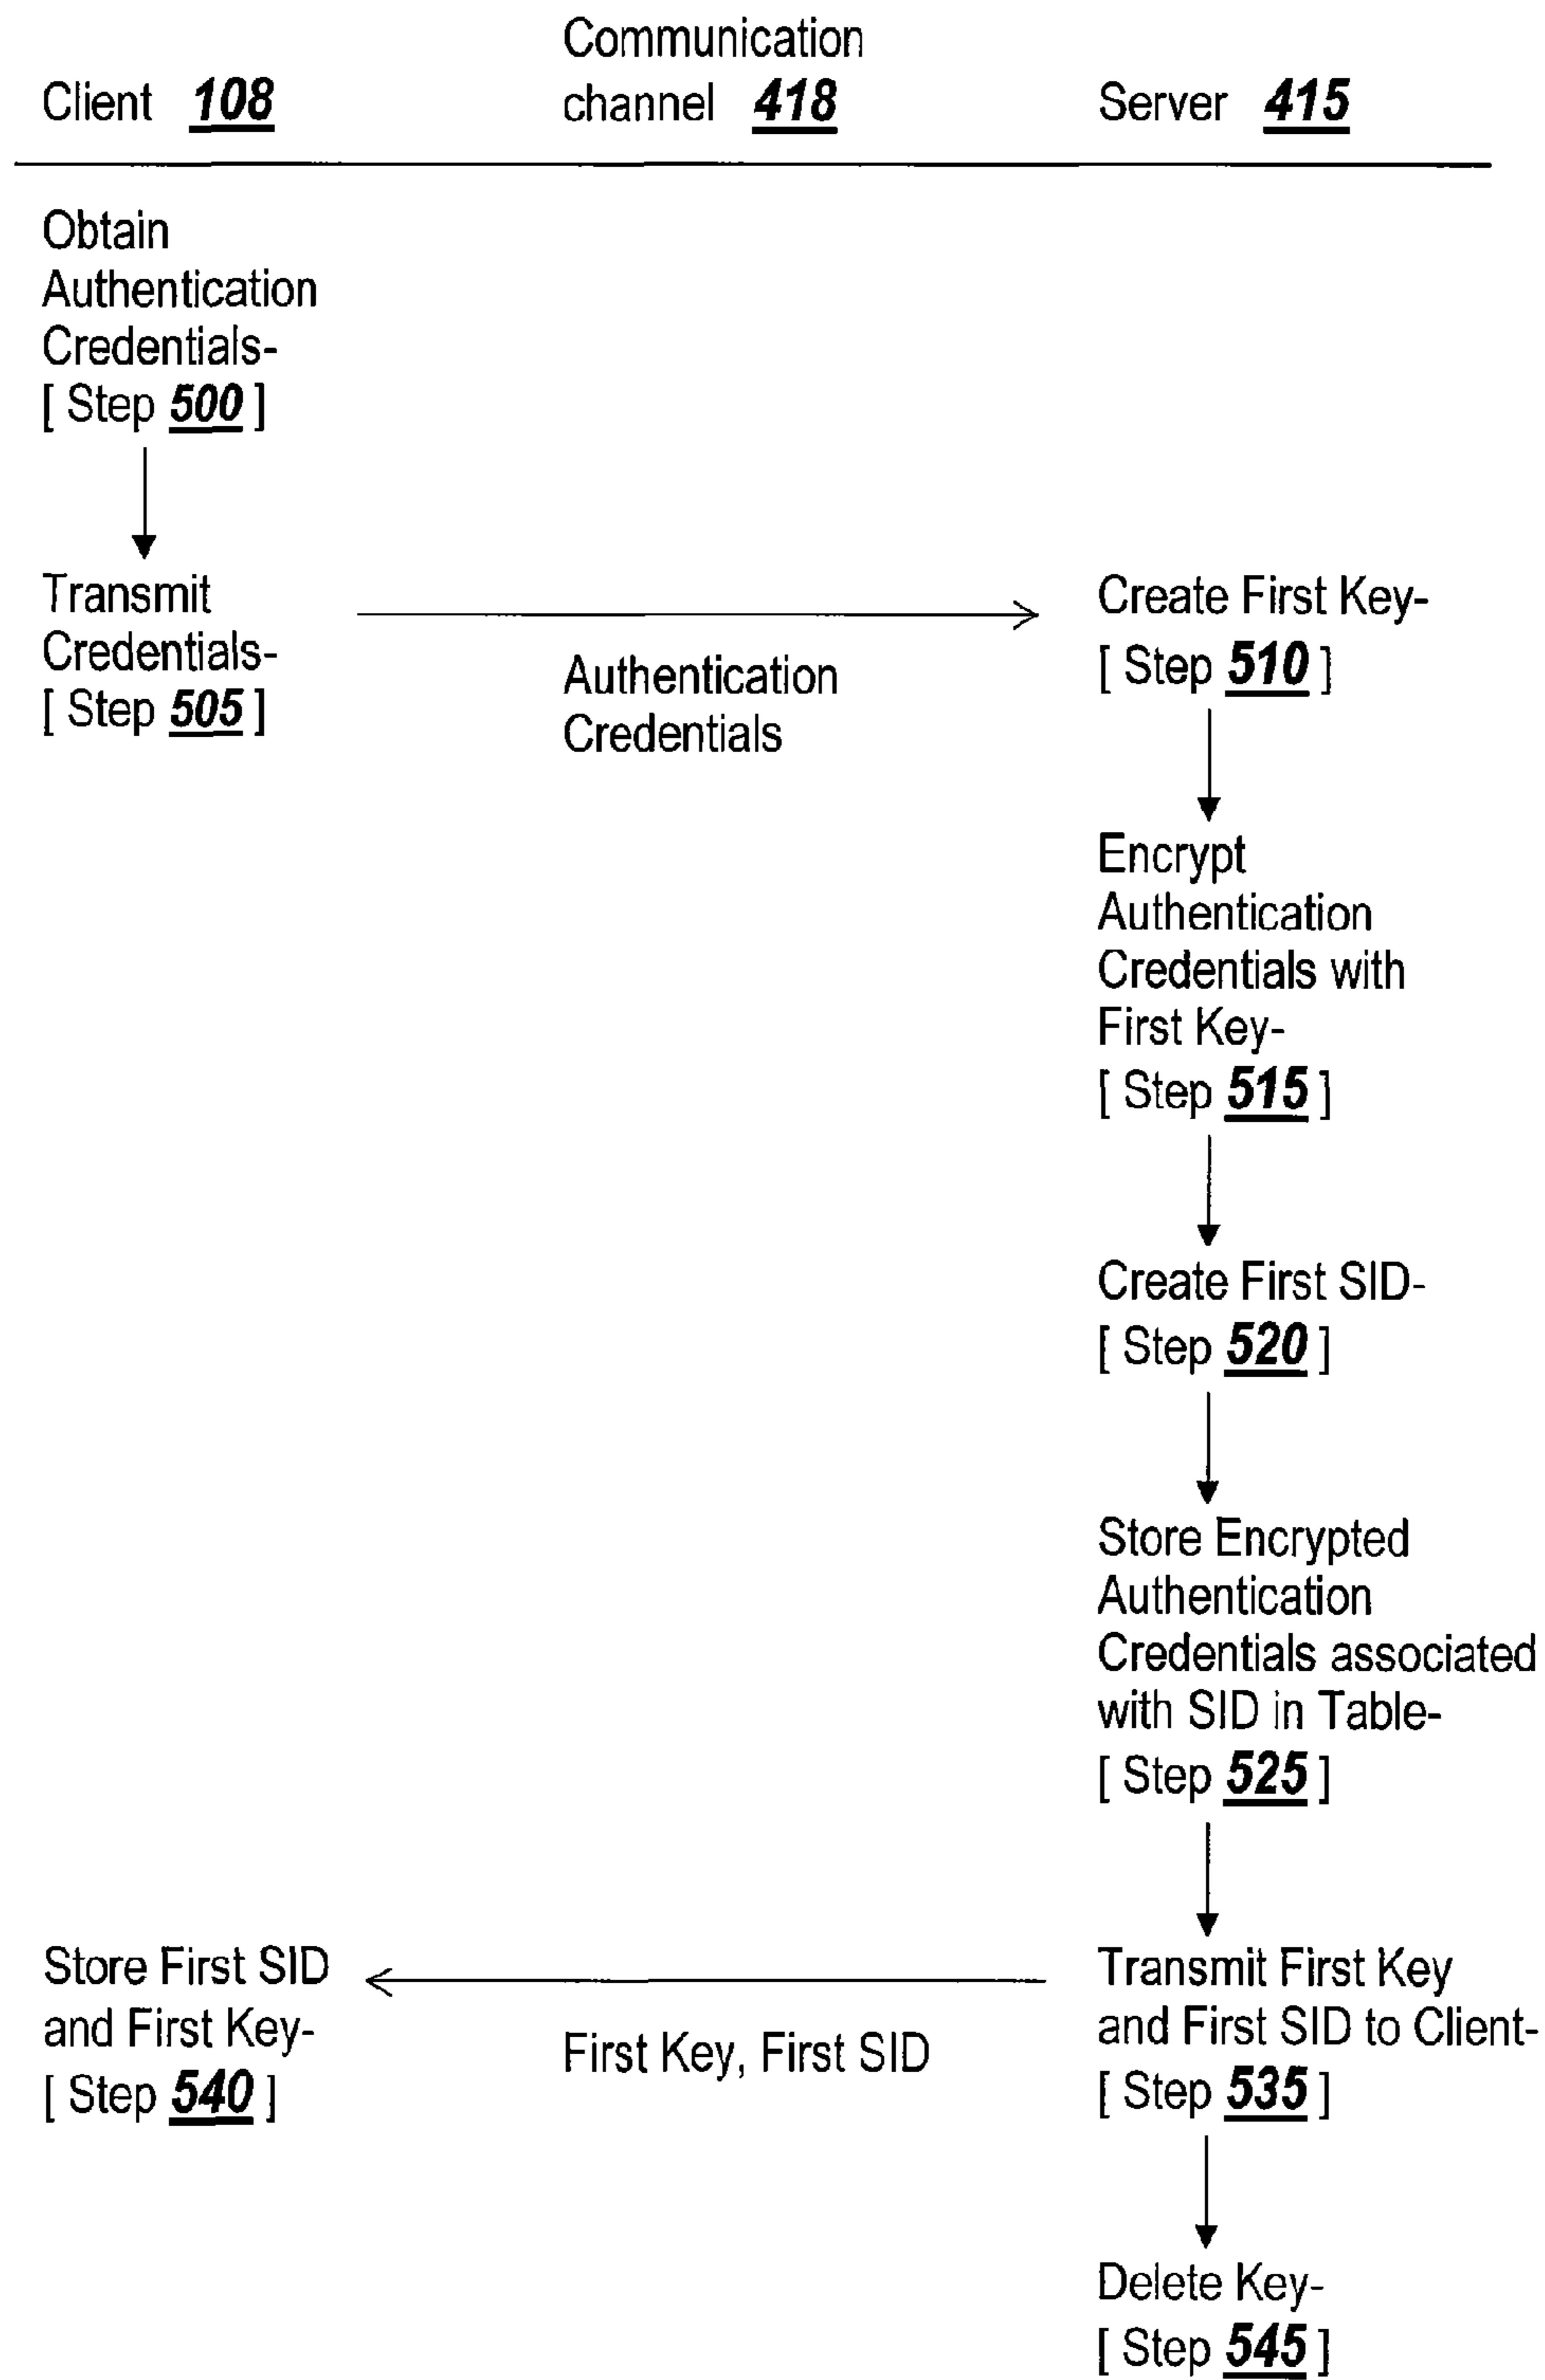 Communication
Client 108
channel 418
Server 415
Obtain
Authentication
Credentials-
[ Step 500 ]
Transmit
Credentials-
[ Step 505 ]
Authentication
Credentials
Create First Key-
[ Step 510 ]
Encrypt
Authentication
Credentials with
First Key-
[ Step 515 ]
Create First SID-
[ Step 520 ]
Store Encrypted
Authentication
Credentials associated
with SID in Table-
[ Step 525 ]
Transmit First Key
and First SID to Client-
[ Step 535 ]
First Key, First SID
Store First SID
and First Key-
[ Step 540 ]
Delete Key-
[ Step 545 ]